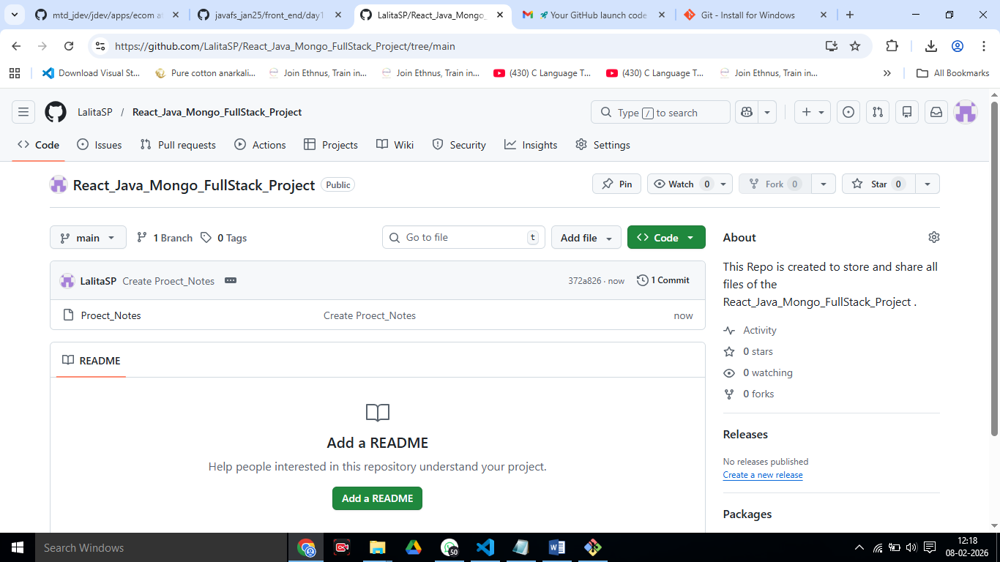 mtd_jdev/jdev/apps/ecom a
javafs_jan25/front_end/day1
LalitaSP/React_Java_Mongo_
🚀 Your GitHub launch code
Git - Install for Windows
https://github.com/LalitaSP/React_Java_Mongo_FullStack_Project/tree/main
Download Visual St...
Pure cotton anarkali...
Join Ethnus, Train in...
Join Ethnus, Train in...
(430) C Language T...
(430) C Language T...
Join Ethnus, Train in...
All Bookmarks
LalitaSP / React_Java_Mongo_FullStack_Project
Type / to search
Code
Issues
Pull requests
Actions
Projects
Wiki
Security
Insights
Settings
React_Java_Mongo_FullStack_Project Public
Pin
Watch 0
Fork 0
Star 0
main
1 Branch
0 Tags
Go to file t
Add file
Code
LalitaSP Create Proect_Notes
372a826 · now
1 Commit
Proect_Notes
Create Proect_Notes
now
README
Add a README
Help people interested in this repository understand your project.
Add a README
About
This Repo is created to store and share all
files of the
React_Java_Mongo_FullStack_Project .
Activity
0 stars
0 watching
0 forks
Releases
No releases published
Create a new release
Packages
Search Windows
50
12:18
08-02-2026